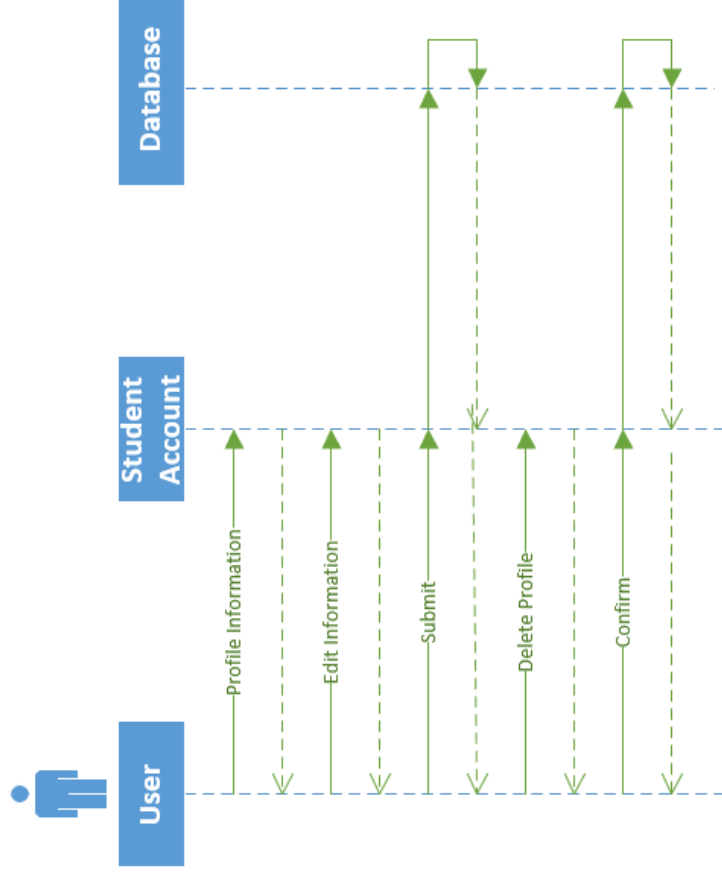 User
Student
Account
Database
Profile Information
Edit Information
Submit
Delete Profile
Confirm